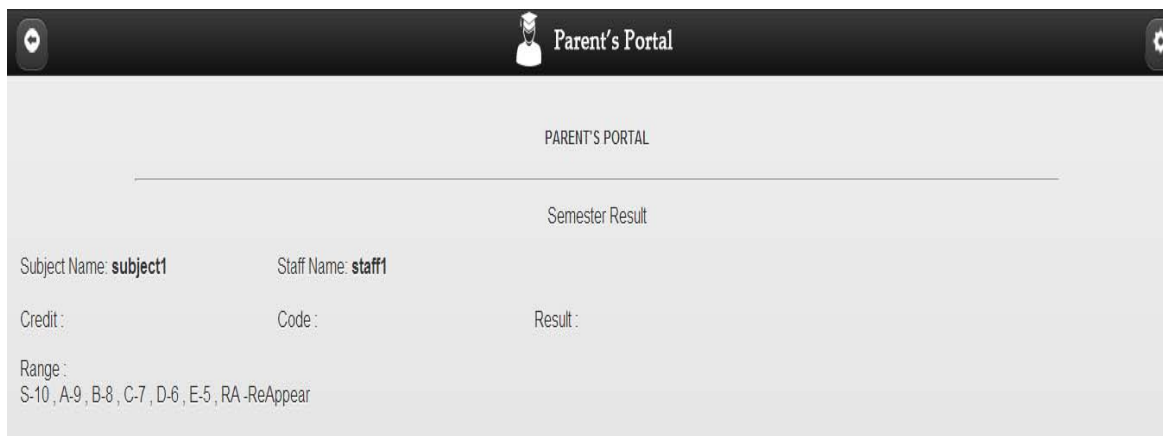 Parent's Portal
PARENT'S PORTAL
Semester Result
Subject Name: subject1 Staff Name: staff1
Credit : Code : Result :
Range :
S-10 , A-9 , B-8 , C-7 , D-6 , E-5 , RA -ReAppear